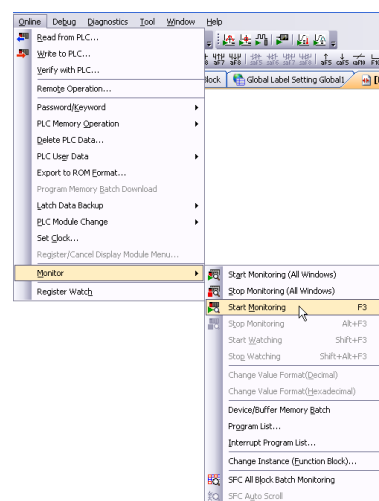 Online Debug Diagnostics Tool Window Help
Read from PLC...
Write to PLC...
Verify with PLC...
Remote Operation...
Password/Keyword
PLC Memory Operation
Delete PLC Data...
PLC User Data
Export to ROM Format...
Program Memory Batch Download
Latch Data Backup
PLC Module Change
Set Clock...
Register/Cancel Display Module Menu...
Monitor
Register Watch
Global Label Setting Global1
Start Monitoring (All Windows)
Stop Monitoring (All Windows)
Start Monitoring F3
Stop Monitoring Alt+F3
Start Watching Shift+F3
Stop Watching Shift+Alt+F3
Change Value Format(Decimal)
Change Value Format(Hexadecimal)
Device/Buffer Memory Batch
Program List...
Interrupt Program List...
Change Instance (Function Block)...
SFC All Block Batch Monitoring
SFC Auto Scroll